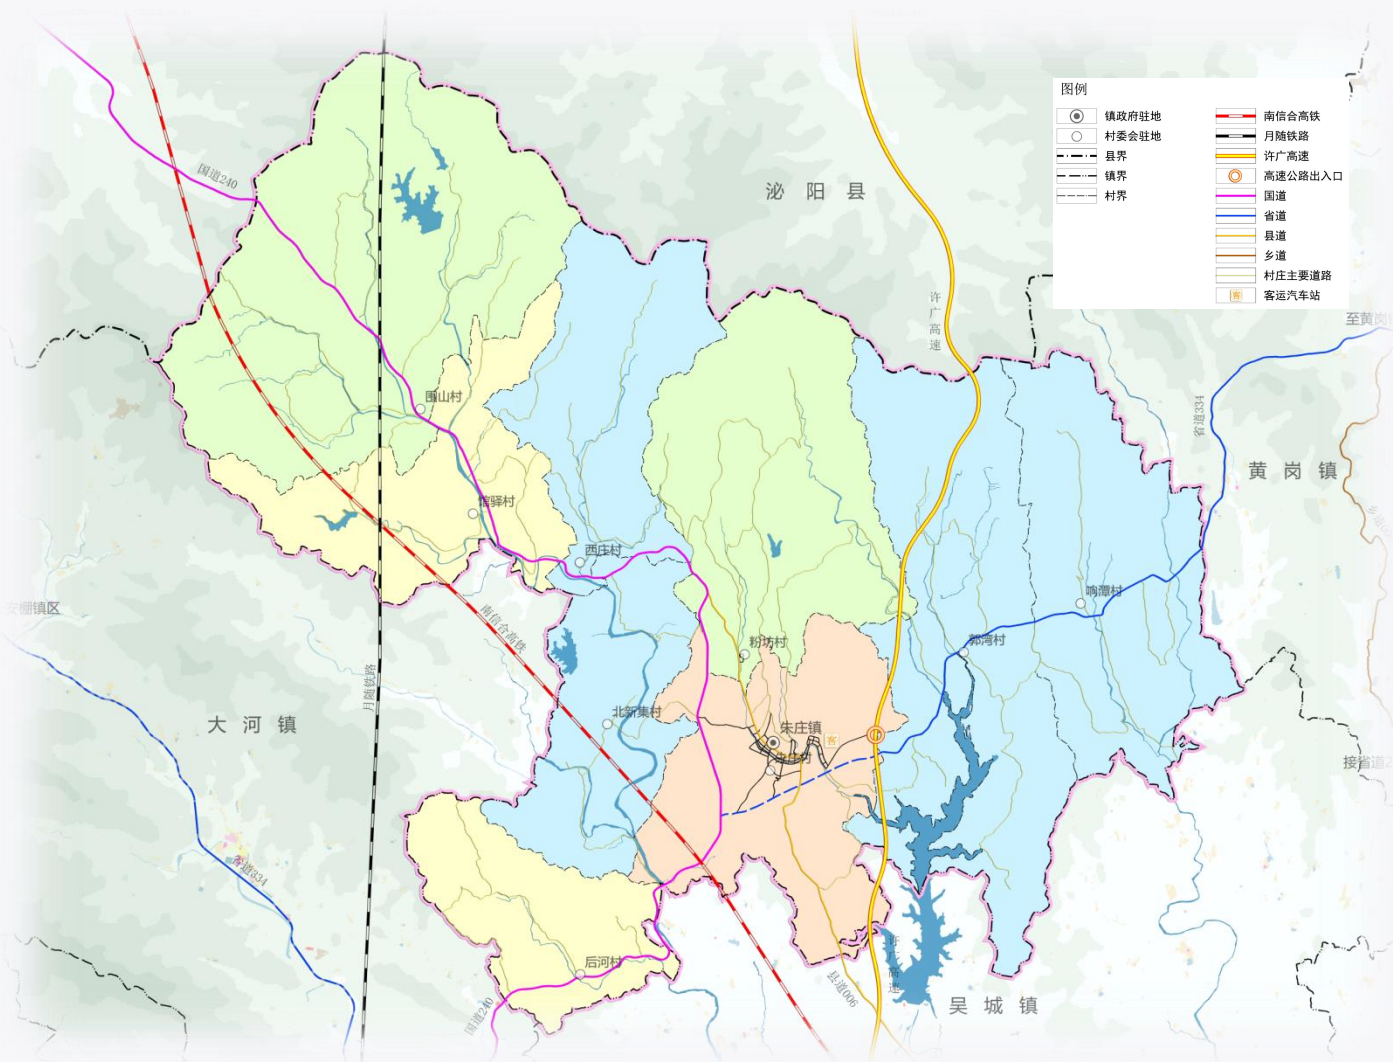 图例
镇政府驻地
村委会驻地
县界
镇界
村界
南信合高铁
月随铁路
许广高速
高速公路出入口
国道
省道
县道
乡道
村庄主要道路
客
客运汽车站
国道240
泌阳县
许广高速
至黄岗
省道334
围山村
黄岗镇
馆驿村
西庄村
响潭村
安棚镇区
南信合高铁
粉坊村
郭湾村
月随铁路
大河镇
北新集村
朱庄镇
客
接省道2
省道334
后河村
许广高速
县道006
国道240
吴城镇